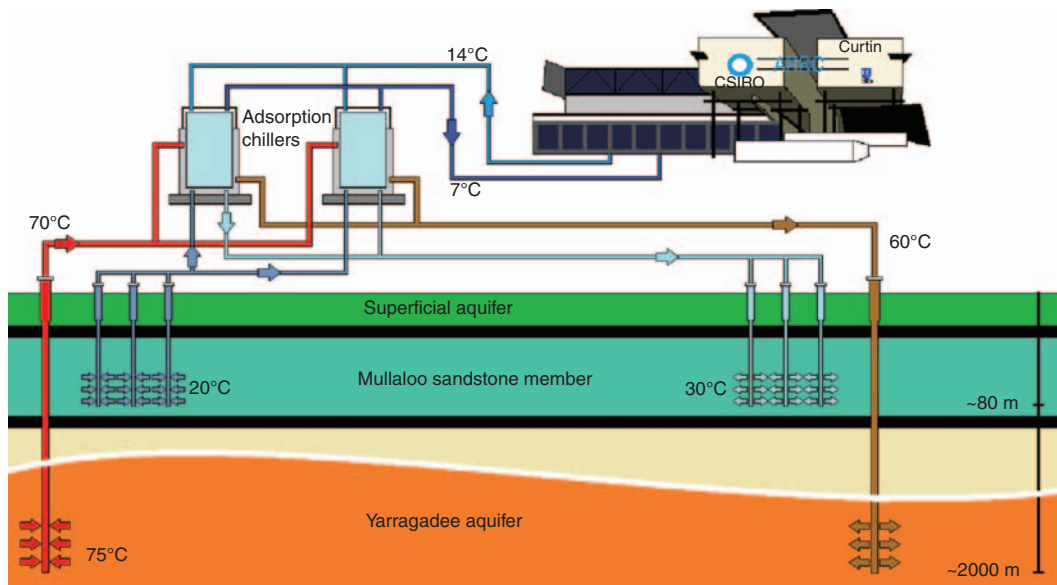 14°C
Curtin
CSIRO
ARRC
Adsorption
chillers
7°C
70°C
60°C
Superficial aquifer
20°C
Mullaloo sandstone member
30°C
~80 m
Yarragadee aquifer
75°C
~2000 m